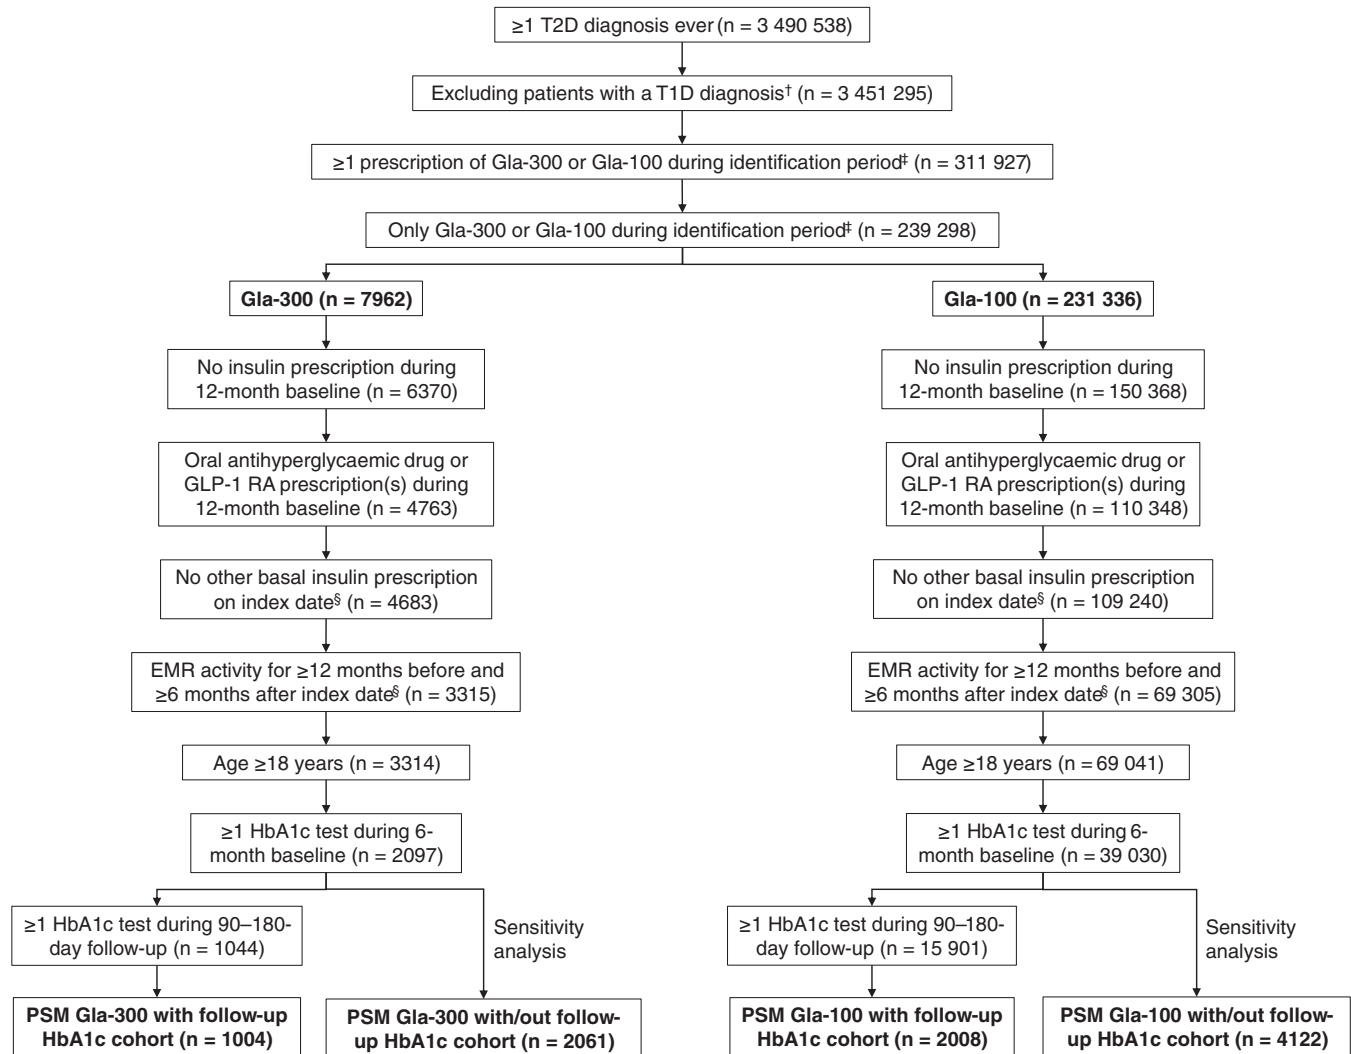 ≥1 T2D diagnosis ever (n = 3 490 538)
Excluding patients with a T1D diagnosis† (n = 3 451 295)
≥1 prescription of Gla-300 or Gla-100 during identification period‡ (n = 311 927)
Only Gla-300 or Gla-100 during identification period‡ (n = 239 298)
Gla-300 (n = 7962)
No insulin prescription during
12-month baseline (n = 6370)
Oral antihyperglycaemic drug or
GLP-1 RA prescription(s) during
12-month baseline (n = 4763)
No other basal insulin prescription
on index date§ (n = 4683)
EMR activity for ≥12 months before and
≥6 months after index date§ (n = 3315)
Age ≥18 years (n = 3314)
≥1 HbA1c test during 6-
month baseline (n = 2097)
≥1 HbA1c test during 90–180-
day follow-up (n = 1044)
Sensitivity
analysis
PSM Gla-300 with follow-up
HbA1c cohort (n = 1004)
PSM Gla-300 with/out follow-
up HbA1c cohort (n = 2061)
Gla-100 (n = 231 336)
No insulin prescription during
12-month baseline (n = 150 368)
Oral antihyperglycaemic drug or
GLP-1 RA prescription(s) during
12-month baseline (n = 110 348)
No other basal insulin prescription
on index date§ (n = 109 240)
EMR activity for ≥12 months before and
≥6 months after index date§ (n = 69 305)
Age ≥18 years (n = 69 041)
≥1 HbA1c test during 6-
month baseline (n = 39 030)
≥1 HbA1c test during 90–180-
day follow-up (n = 15 901)
Sensitivity
analysis
PSM Gla-100 with follow-up
HbA1c cohort (n = 2008)
PSM Gla-100 with/out follow-
up HbA1c cohort (n = 4122)